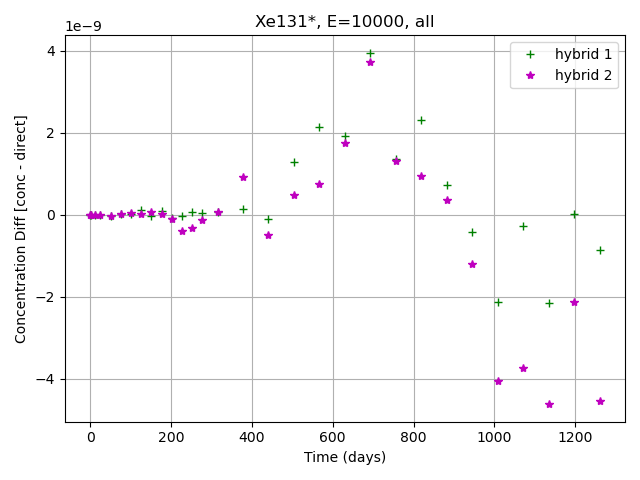 Xe131*, E=10000, all
1e−9
hybrid 1
hybrid 2
4
2
0
−2
−4
Concentration Diff [conc - direct]
0 200 400 600 800 1000 1200
Time (days)